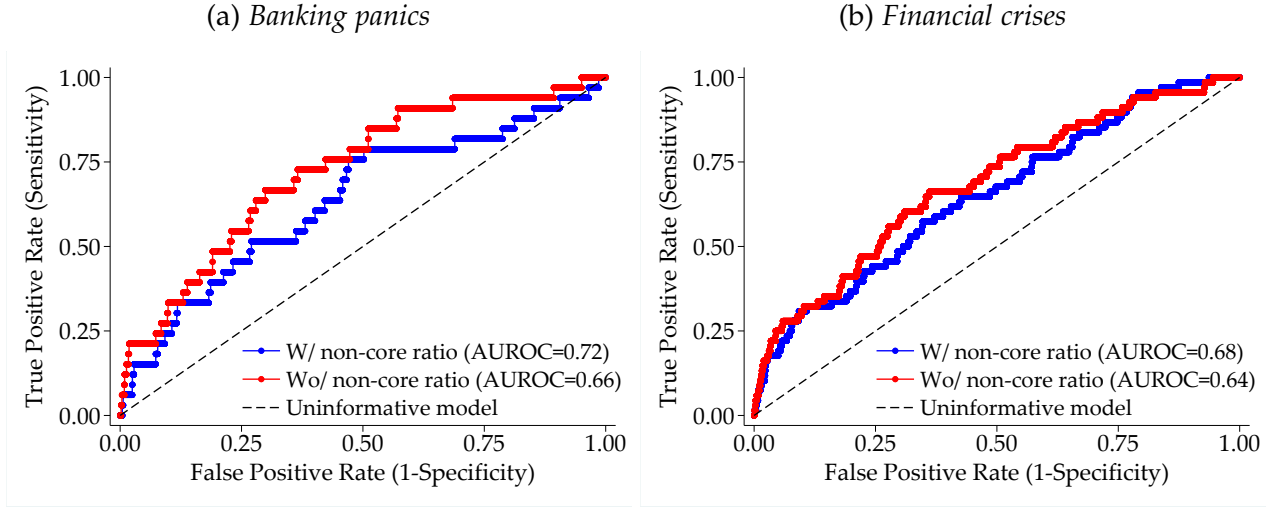 (a) Banking panics
True Positive Rate (Sensitivity)
1.00
0.75
0.50
0.25
0.00
W/ non-core ratio (AUROC=0.72)
Wo/ non-core ratio (AUROC=0.66)
Uninformative model
0.00 0.25 0.50 0.75 1.00
False Positive Rate (1-Specificity)
(b) Financial crises
True Positive Rate (Sensitivity)
1.00
0.75
0.50
0.25
0.00
W/ non-core ratio (AUROC=0.68)
Wo/ non-core ratio (AUROC=0.64)
Uninformative model
0.00 0.25 0.50 0.75 1.00
False Positive Rate (1-Specificity)